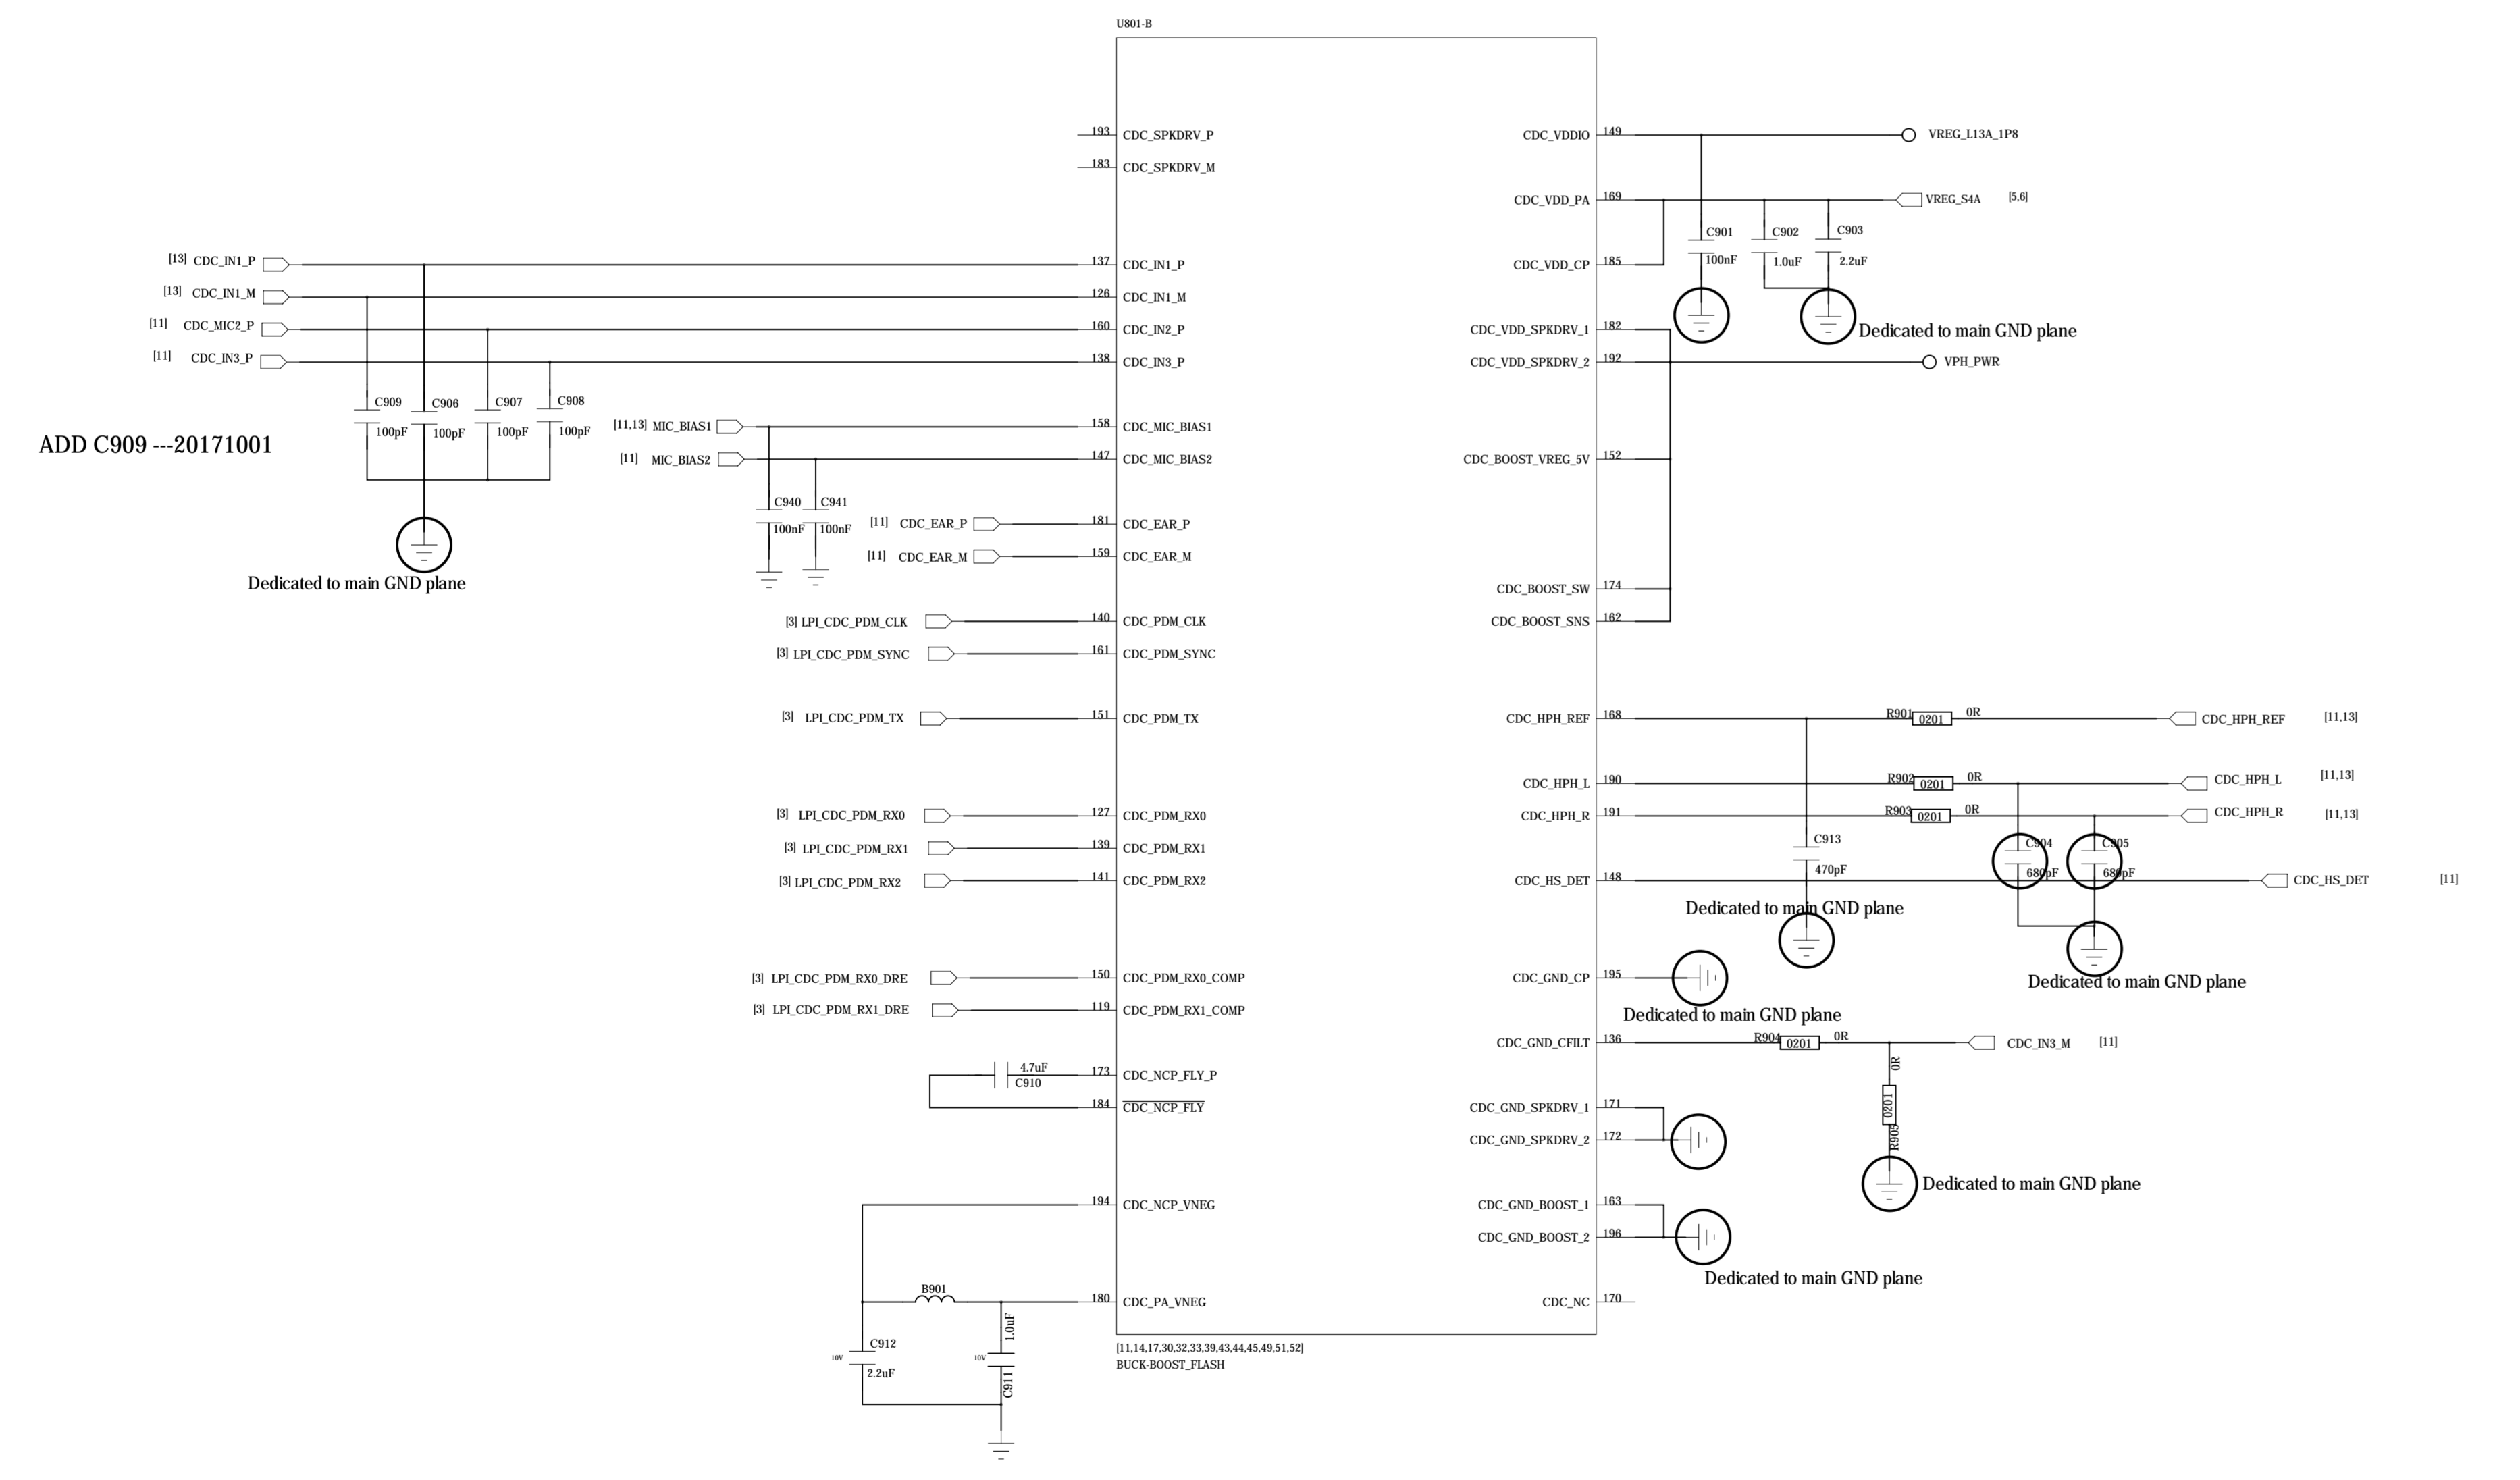 U801-B
193 CDC_SPKDRV_P
183 CDC_SPKDRV_M
[13] CDC_IN1_P 137 CDC_IN1_P
[13] CDC_IN1_M 126 CDC_IN1_M
[11] CDC_MIC2_P 160 CDC_IN2_P
[11] CDC_IN3_P 138 CDC_IN3_P
C909 100pF
C906 100pF
C907 100pF
C908 100pF
ADD C909 ---20171001
Dedicated to main GND plane
[11,13] MIC_BIAS1 158 CDC_MIC_BIAS1
[11] MIC_BIAS2 147 CDC_MIC_BIAS2
C940 100nF
C941 100nF
[11] CDC_EAR_P 181 CDC_EAR_P
[11] CDC_EAR_M 159 CDC_EAR_M
[3] LPI_CDC_PDM_CLK 140 CDC_PDM_CLK
[3] LPI_CDC_PDM_SYNC 161 CDC_PDM_SYNC
[3] LPI_CDC_PDM_TX 151 CDC_PDM_TX
[3] LPI_CDC_PDM_RX0 127 CDC_PDM_RX0
[3] LPI_CDC_PDM_RX1 139 CDC_PDM_RX1
[3] LPI_CDC_PDM_RX2 141 CDC_PDM_RX2
[3] LPI_CDC_PDM_RX0_DRE 150 CDC_PDM_RX0_COMP
[3] LPI_CDC_PDM_RX1_DRE 119 CDC_PDM_RX1_COMP
4.7uF
C910
173 CDC_NCP_FLY_P
184 CDC_NCP_FLY
194 CDC_NCP_VNEG
B901
180 CDC_PA_VNEG
C912
10V
2.2uF
1.0uF
10V
C911
CDC_VDDIO 149 VREG_L13A_1P8
CDC_VDD_PA 169 VREG_S4A [5,6]
CDC_VDD_CP 185
C901 100nF
C902 1.0uF
C903 2.2uF
Dedicated to main GND plane
CDC_VDD_SPKDRV_1 182
CDC_VDD_SPKDRV_2 192 VPH_PWR
CDC_BOOST_VREG_5V 152
CDC_BOOST_SW 174
CDC_BOOST_SNS 162
CDC_HPH_REF 168 R901 0201 0R CDC_HPH_REF [11,13]
CDC_HPH_L 190 R902 0201 0R CDC_HPH_L [11,13]
CDC_HPH_R 191 R903 0201 0R CDC_HPH_R [11,13]
C913 470pF
C904 680pF
C905 680pF
CDC_HS_DET 148 CDC_HS_DET [11]
Dedicated to main GND plane
CDC_GND_CP 195
Dedicated to main GND plane
Dedicated to main GND plane
CDC_GND_CFILT 136 R904 0201 0R CDC_IN3_M [11]
0R
0201
R905
CDC_GND_SPKDRV_1 171
CDC_GND_SPKDRV_2 172
Dedicated to main GND plane
CDC_GND_BOOST_1 163
CDC_GND_BOOST_2 196
Dedicated to main GND plane
CDC_NC 170
[11,14,17,30,32,33,39,43,44,45,49,51,52]
BUCK-BOOST_FLASH